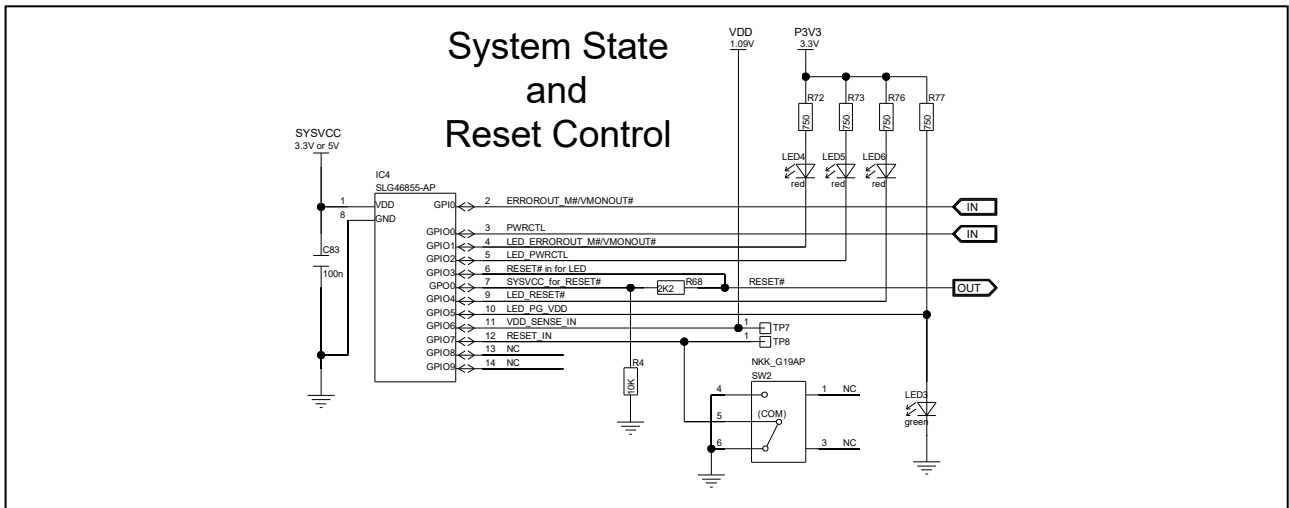 System State
and
Reset Control
VDD
1.09V
P3V3
3.3V
R72
R73
R76
R77
750
750
750
750
SYSVCC
3.3V or 5V
LED4
LED5
LED6
red
red
red
IC4
SLG46855-AP
1
VDD
GPI0
2
ERROROUT_M#/VMONOUT#
IN
8
GND
GPIO0
3
PWRCTL
IN
GPIO1
4
LED_ERROROUT_M#/VMONOUT#
GPIO2
5
LED_PWRCTL
GPIO3
6
RESET# in for LED
GPO0
7
SYSVCC_for_RESET#
2K2
R68
RESET#
OUT
GPIO4
9
LED_RESET#
GPIO5
10
LED_PG_VDD
GPIO6
11
VDD_SENSE_IN
1
TP7
GPIO7
12
RESET_IN
1
TP8
GPIO8
13
NC
GPIO9
14
NC
C83
100n
R4
10K
NKK_G19AP
SW2
4
1
NC
5
(COM)
6
3
NC
LED3
green